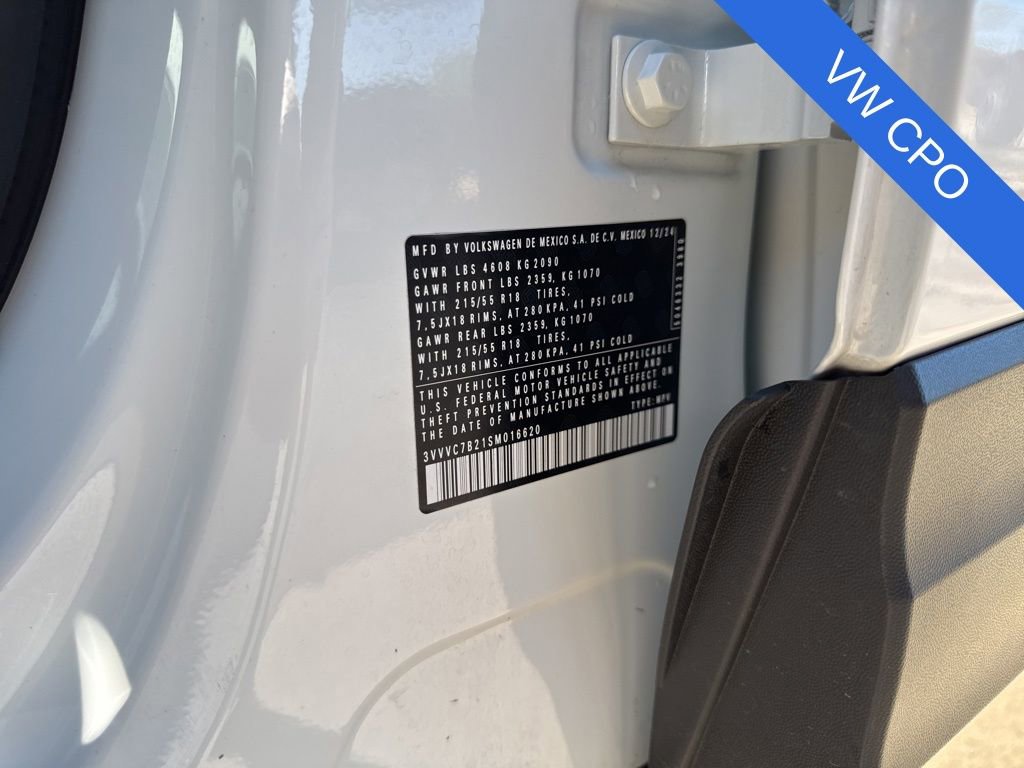 VW CPO
MFD BY VOLKSWAGEN DE MEXICO S.A. DE C.V. MEXICO 12/24
GVWR LBS 4608 KG2090
GAWR FRONT LBS 2359, KG1070
WITH 215/55 R18 TIRES,
7,5JX18 RIMS, AT 280 KPA, 41 PSI COLD
GAWR REAR LBS 2359, KG1070
WITH 215/55 R18 TIRES,
7,5JX18 RIMS, AT 280KPA, 41 PSI COLD
THIS VEHICLE CONFORMS TO ALL APPLICABLE
U.S. FEDERAL MOTOR VEHICLE SAFETY AND
THEFT PREVENTION STANDARDS IN EFFECT ON
THE DATE OF MANUFACTURE SHOWN ABOVE.
TYPE:MPV
3VVVC7B21SM016620